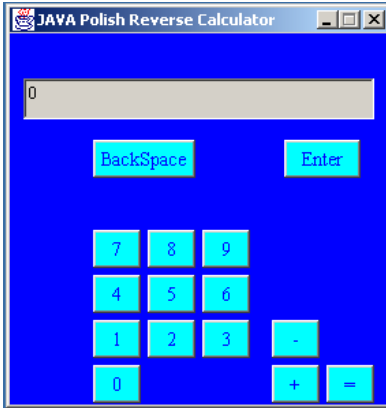 JAVA Polish Reverse Calculator
0
BackSpace Enter
7 8 9
4 5 6
1 2 3 -
0 + =